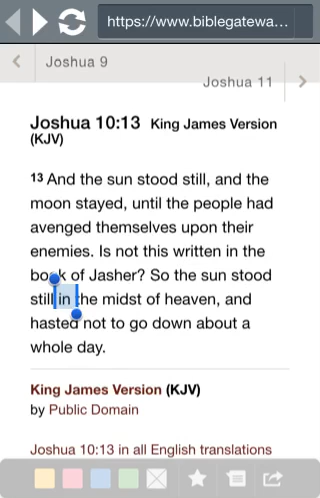 https://www.biblegatewa...
Joshua 9
Joshua 11
Joshua 10:13 King James Version
(KJV)
13 And the sun stood still, and the
moon stayed, until the people had
avenged themselves upon their
enemies. Is not this written in the
book of Jasher? So the sun stood
still in the midst of heaven, and
hasted not to go down about a
whole day.
King James Version (KJV)
by Public Domain
Joshua 10:13 in all English translations